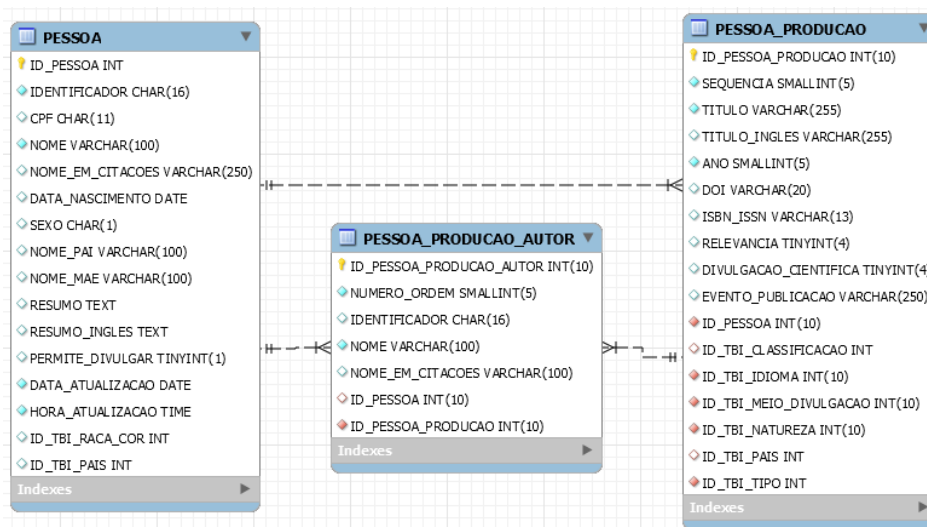 PESSOA
ID_PESSOA INT
IDENTIFICADOR CHAR(16)
CPF CHAR(11)
NOME VARCHAR(100)
NOME_EM_CITACOES VARCHAR(250)
DATA_NASCIMENTO DATE
SEXO CHAR(1)
NOME_PAI VARCHAR(100)
NOME_MAE VARCHAR(100)
RESUMO TEXT
RESUMO_INGLES TEXT
PERMITE_DIVULGAR TINYINT(1)
DATA_ATUALIZACAO DATE
HORA_ATUALIZACAO TIME
ID_TBI_RACA_COR INT
ID_TBI_PAIS INT
Indexes
PESSOA_PRODUCAO_AUTOR
ID_PESSOA_PRODUCAO_AUTOR INT(10)
NUMERO_ORDEM SMALLINT(5)
IDENTIFICADOR CHAR(16)
NOME VARCHAR(100)
NOME_EM_CITACOES VARCHAR(100)
ID_PESSOA INT(10)
ID_PESSOA_PRODUCAO INT(10)
Indexes
PESSOA_PRODUCAO
ID_PESSOA_PRODUCAO INT(10)
SEQUENCIA SMALLINT(5)
TITULO VARCHAR(255)
TITULO_INGLES VARCHAR(255)
ANO SMALLINT(5)
DOI VARCHAR(20)
ISBN_ISSN VARCHAR(13)
RELEVANCIA TINYINT(4)
DIVULGACAO_CIENTIFICA TINYINT(4)
EVENTO_PUBLICACAO VARCHAR(250)
ID_PESSOA INT(10)
ID_TBI_CLASSIFICACAO INT
ID_TBI_IDIOMA INT(10)
ID_TBI_MEIO_DIVULGACAO INT(10)
ID_TBI_NATUREZA INT(10)
ID_TBI_PAIS INT
ID_TBI_TIPO INT
Indexes